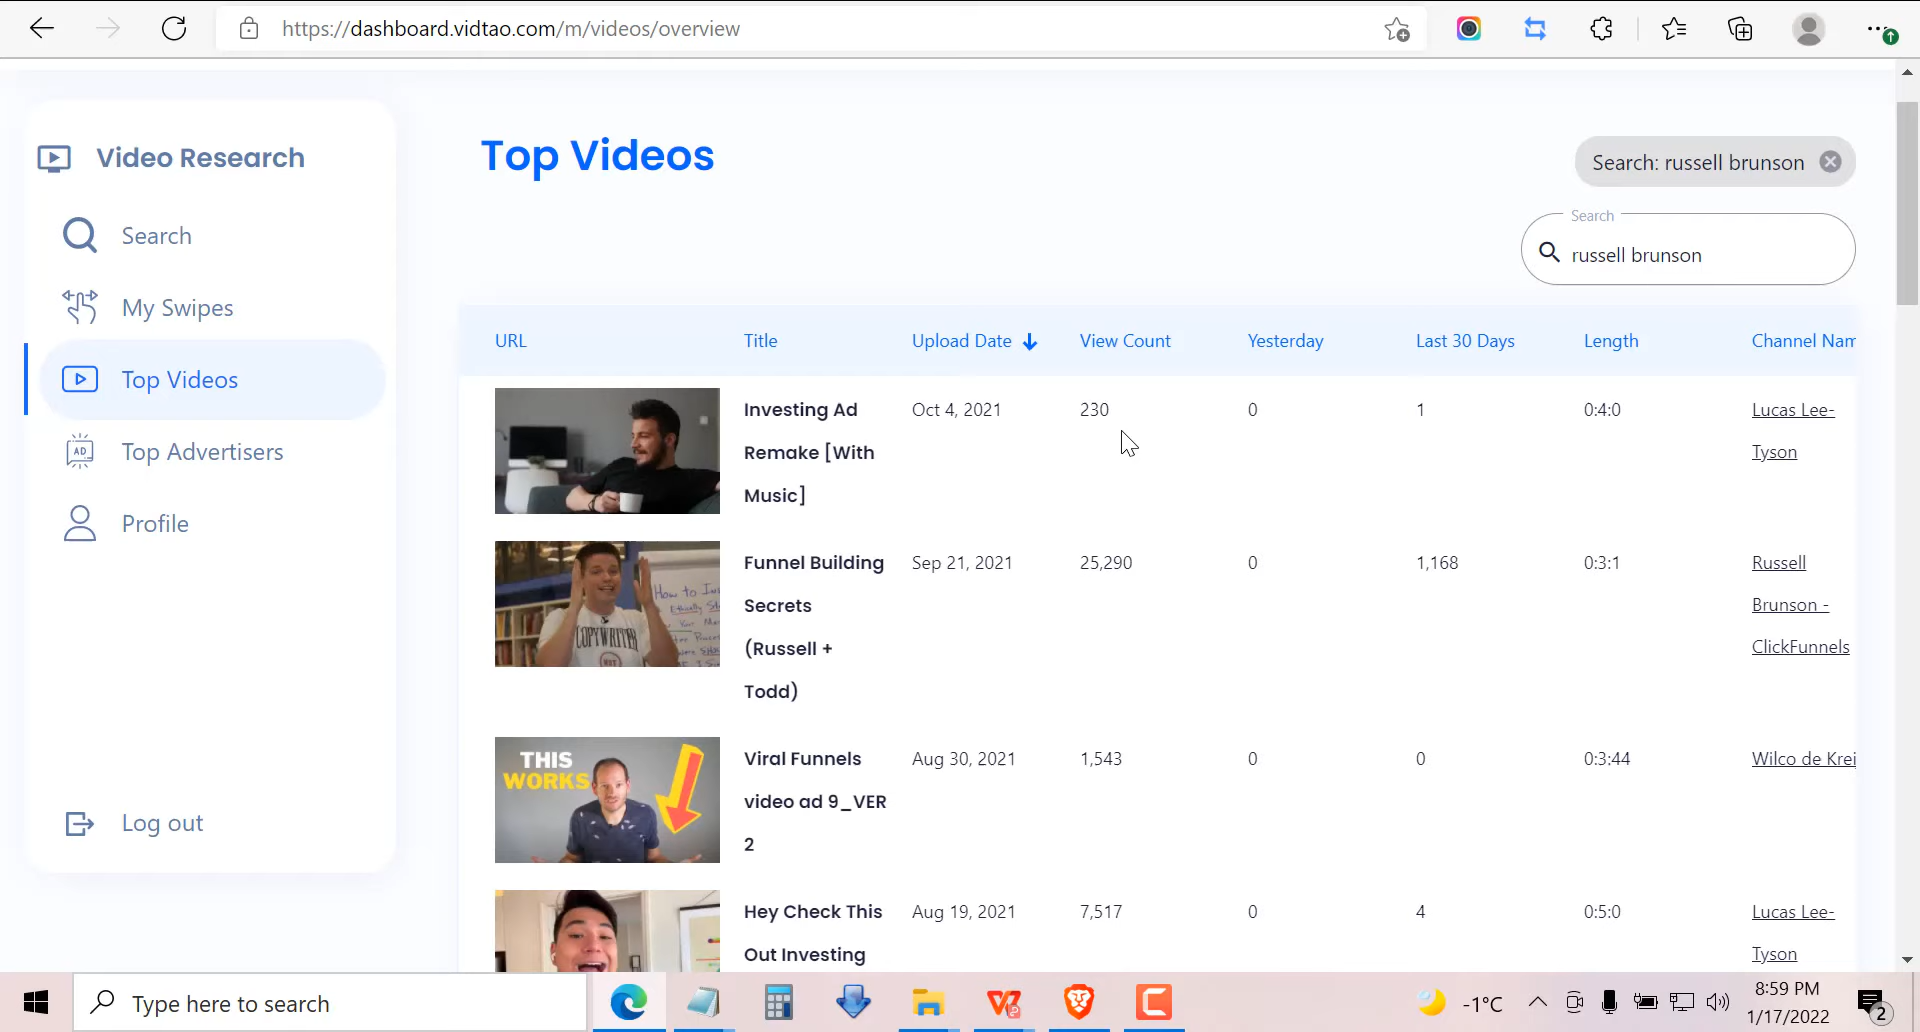 https://dashboard.vidtao.com/m/videos/overview
Video Research
Search
My Swipes
Top Videos
AD
Top Advertisers
Profile
Log out
Top Videos
Search: russell brunson
Search
russell brunson
URL Title Upload Date View Count Yesterday Last 30 Days Length Channel Nam
Investing Ad Oct 4, 2021 230 0 1 0:4:0 Lucas Lee-
Remake [With Tyson
Music]
Funnel Building Sep 21, 2021 25,290 0 1,168 0:3:1 Russell
Secrets Brunson -
(Russell + ClickFunnels
Todd)
COPYWRITER
THIS
WORKS
Viral Funnels Aug 30, 2021 1,543 0 0 0:3:44 Wilco de Krei
video ad 9_VER
2
Hey Check This Aug 19, 2021 7,517 0 4 0:5:0 Lucas Lee-
Out Investing Tyson
Type here to search
-1°C
8:59 PM
1/17/2022
2